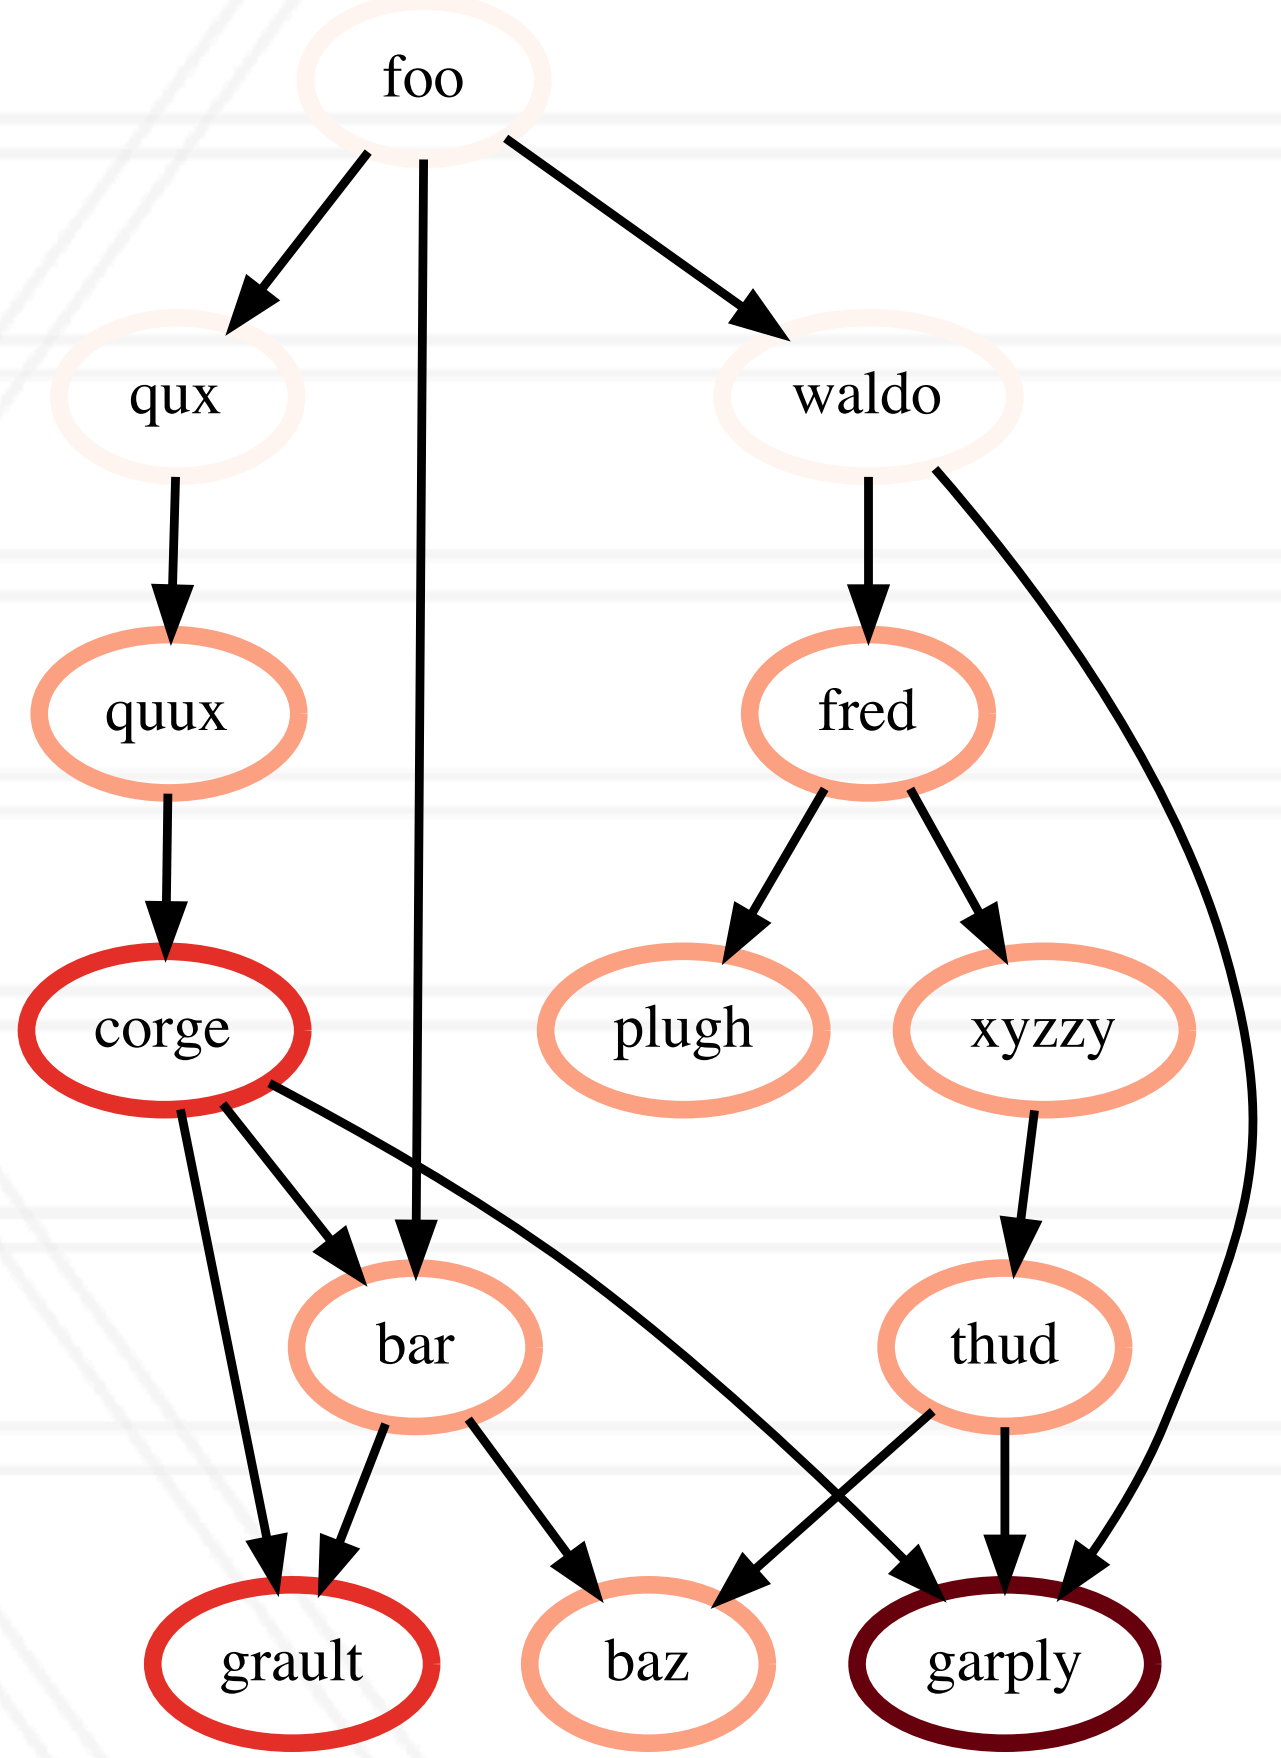 foo
qux
waldo
quux
fred
corge
plugh
xyzzy
bar
thud
grault
baz
garply